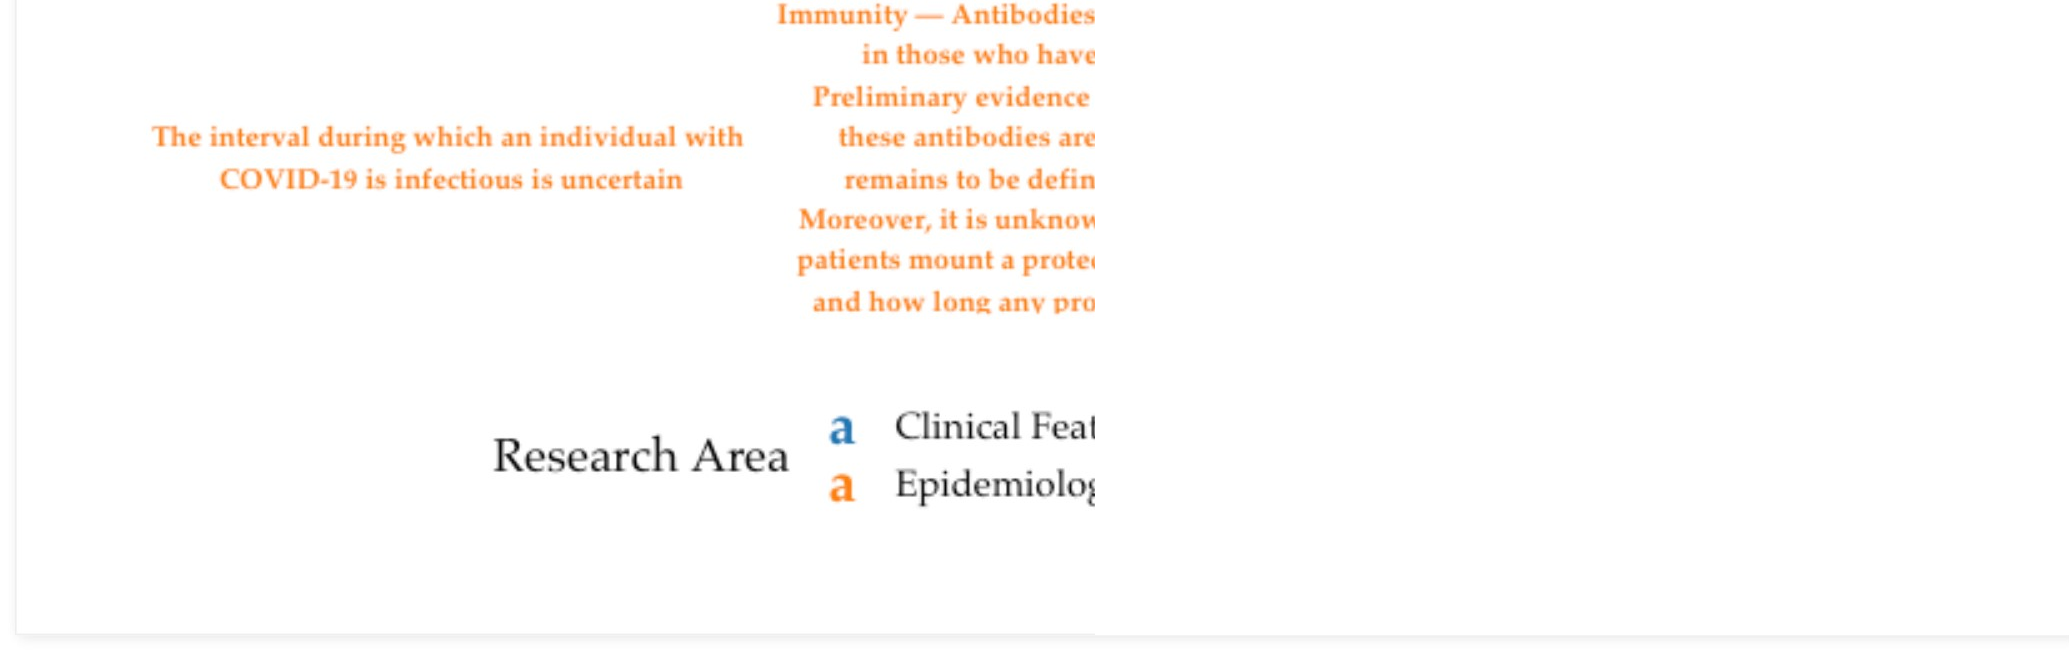 Immunity — Antibodies
in those who have
Preliminary evidence
these antibodies are
remains to be defin
Moreover, it is unknow
patients mount a prote
and how long any pro
The interval during which an individual with
COVID-19 is infectious is uncertain
Research Area
a Clinical Feat
a Epidemiolog